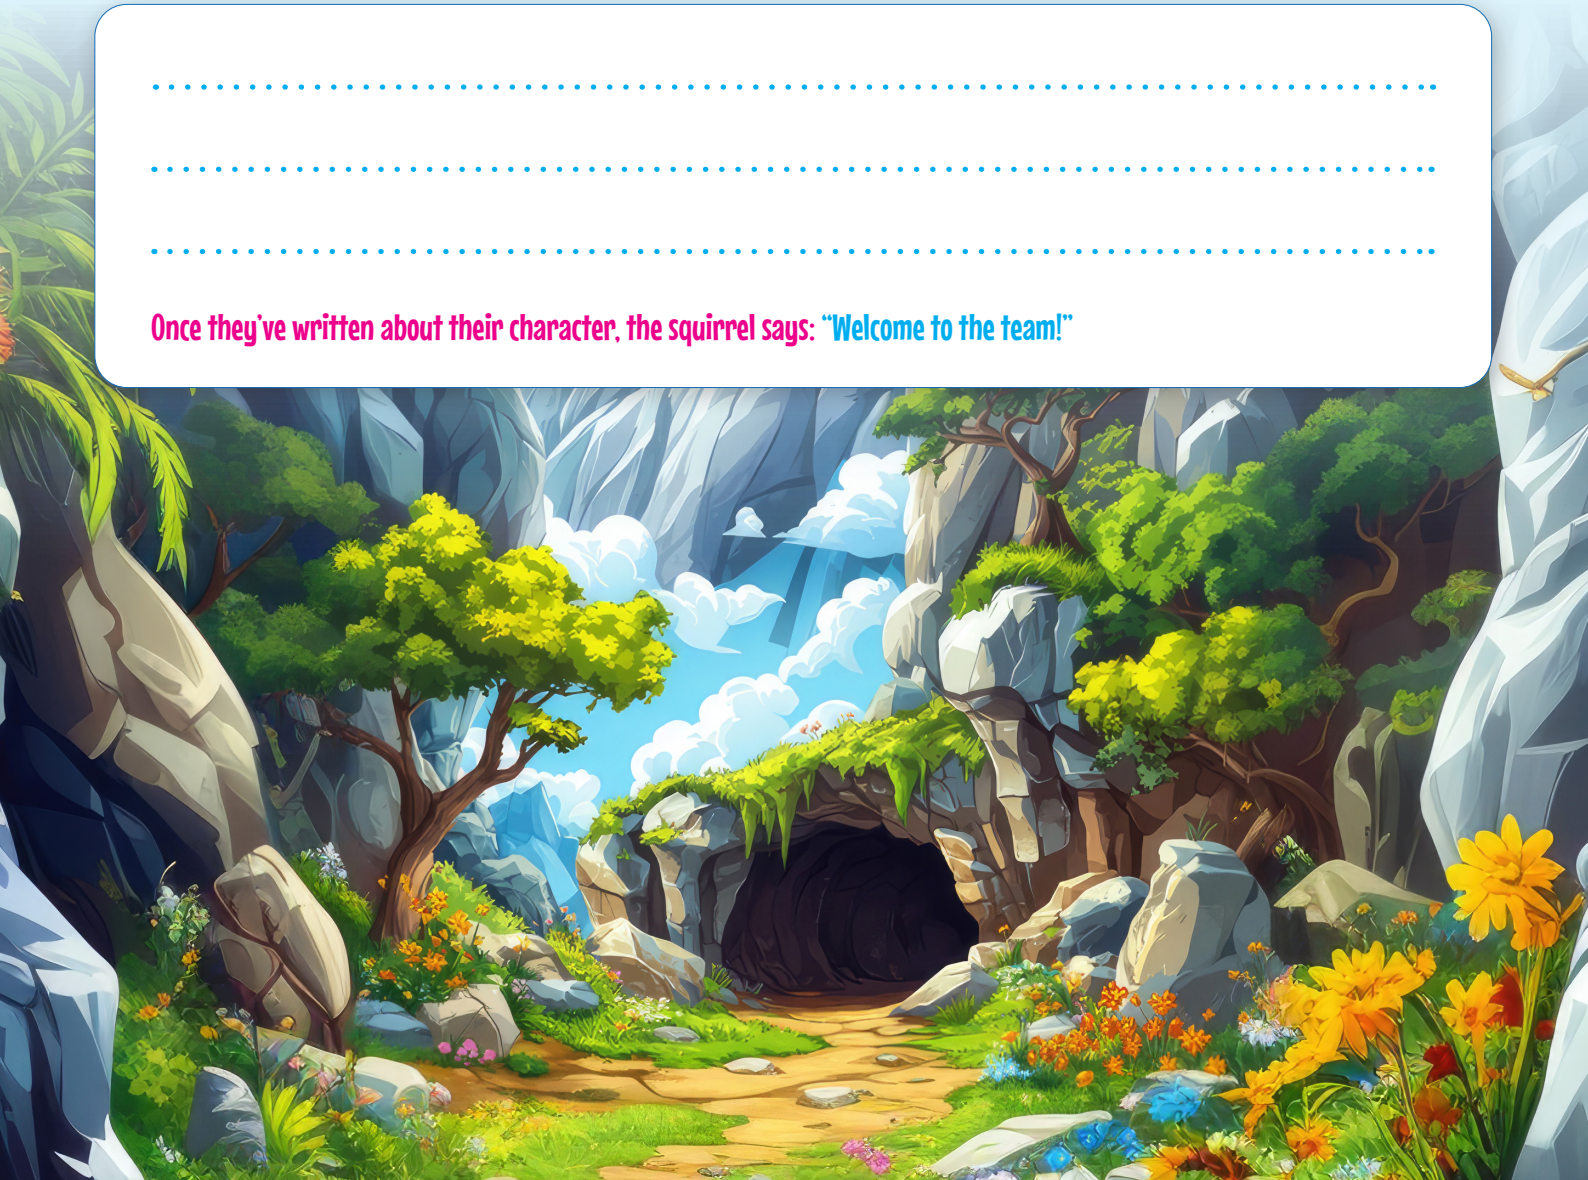 Once they've written about their character, the squirrel says: “Welcome to the team!”